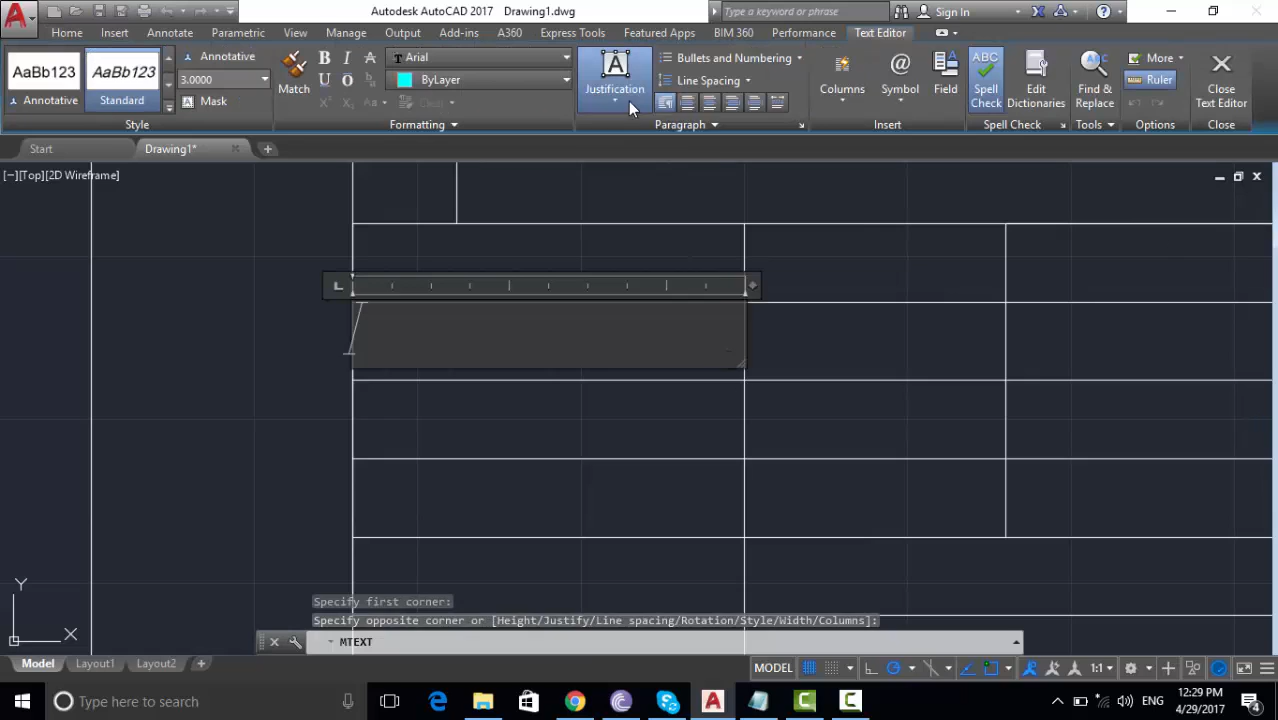 Autodesk AutoCAD 2017 Drawing1.dwg
Type a keyword or phrase
Sign In
Home Insert Annotate Parametric View Manage Output Add-ins A360 Express Tools Featured Apps BIM 360 Performance Text Editor
AaBb123 AaBb123 Annotative
B I A Arial
A
Bullets and Numbering
@
ABC
More
3.0000
U O ByLayer
Line Spacing
Ruler
Annotative Standard Mask
Match
Justification
Columns Symbol Field
Spell Check
Edit Dictionaries
Find & Replace
Close Text Editor
Style Formatting Paragraph Insert Spell Check Tools Options Close
Start Drawing1* +
[−][Top][2D Wireframe]
Specify first corner:
Specify opposite corner or [Height/Justify/Line spacing/Rotation/Style/Width/Columns]:
MTEXT
Y
X
Model Layout1 Layout2 +
MODEL 1:1
Type here to search
ENG
12:29 PM
4/29/2017
4